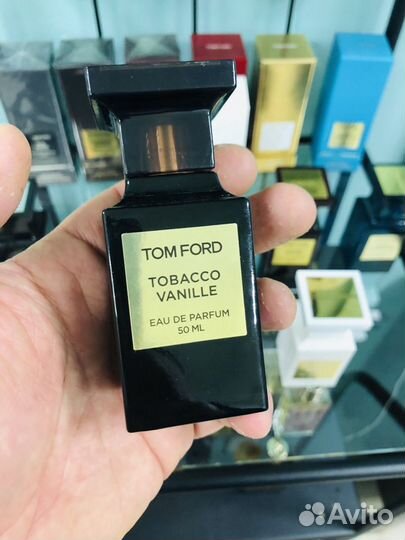 TOM FORD
TOBACCO
VANILLE
EAU DE PARFUM
50 ML
Avito